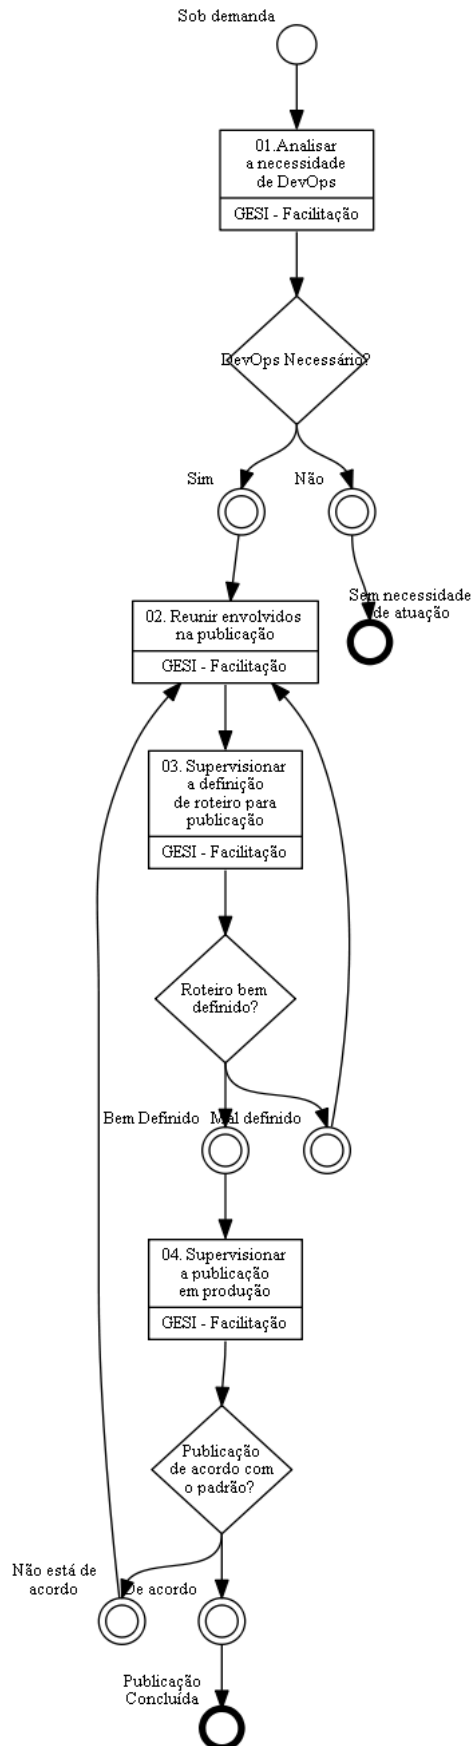 Sob demanda
01.Analisar
a necessidade
de DevOps
GESI - Facilitação
DevOps Necessário?
Sim
Não
Sem necessidade
de atuação
02. Reunir envolvidos
na publicação
GESI - Facilitação
03. Supervisionar
a definição
de roteiro para
publicação
GESI - Facilitação
Roteiro bem
definido?
Bem Definido
Mal definido
04. Supervisionar
a publicação
em produção
GESI - Facilitação
Publicação
de acordo com
o padrão?
Não está de
acordo
De acordo
Publicação
Concluída